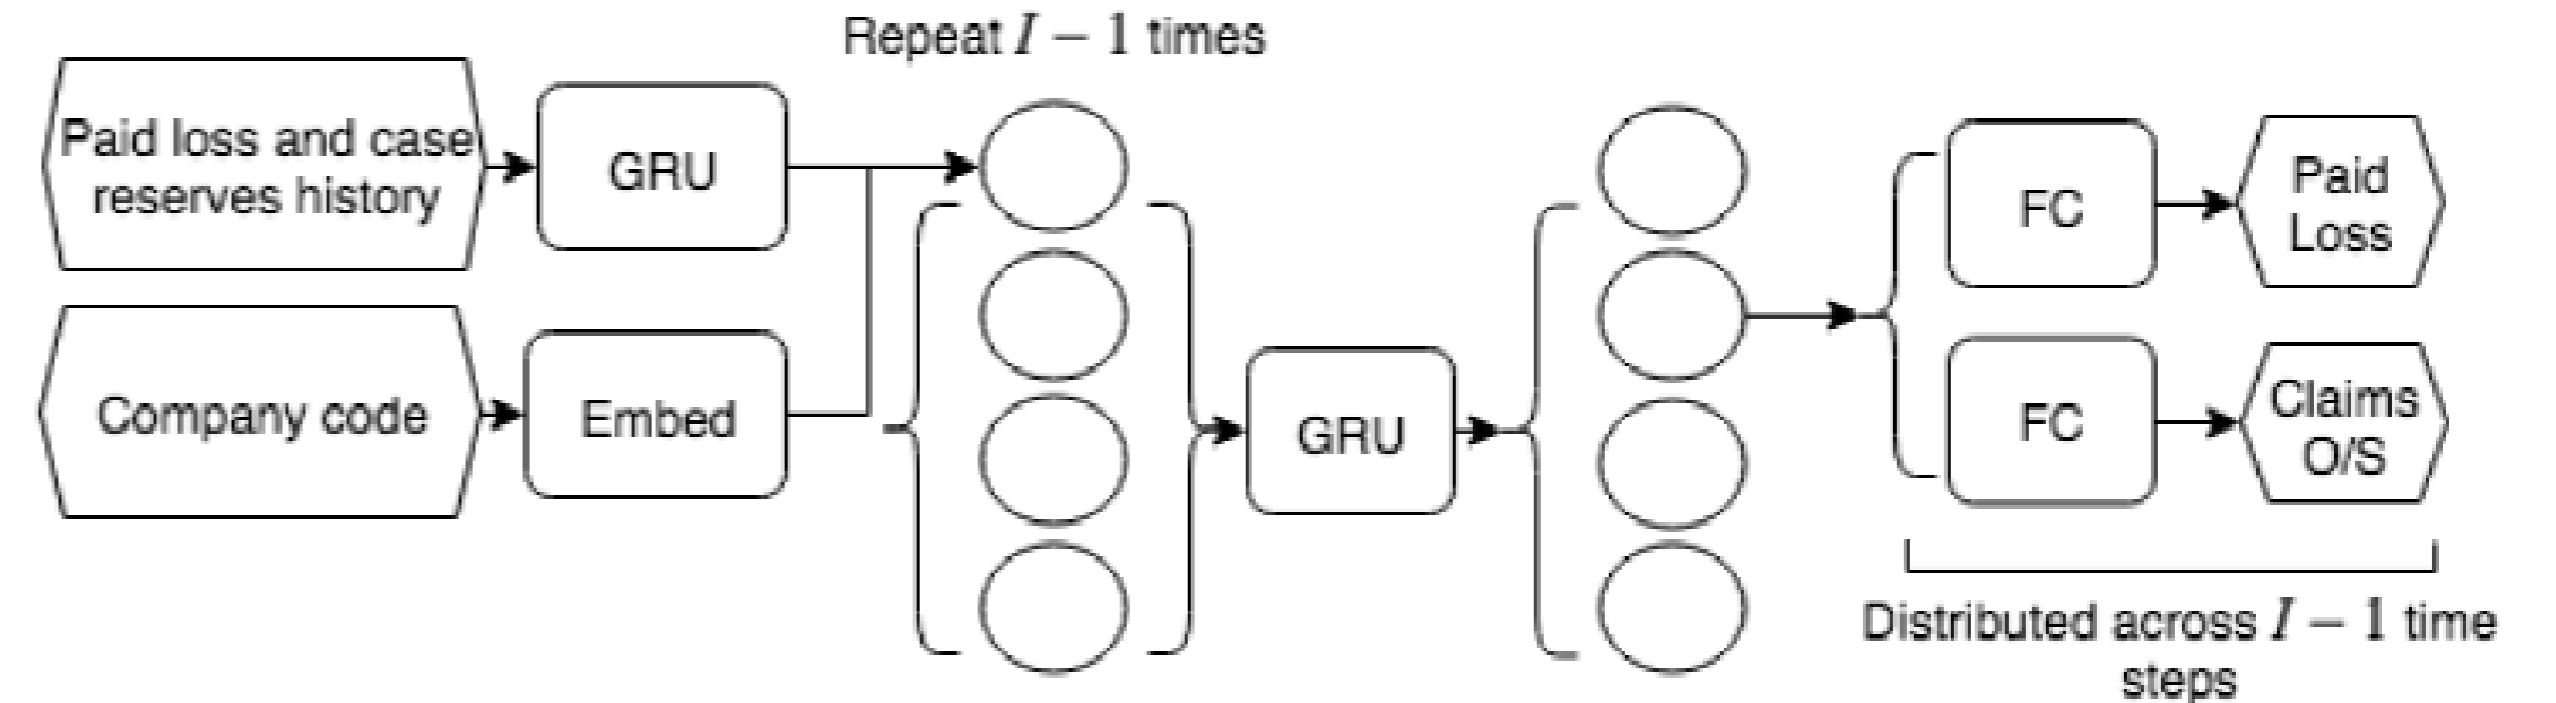 Repeat I − 1 times
Paid loss and case
reserves history
GRU
Company code
Embed
GRU
FC
Paid
Loss
FC
Claims
O/S
Distributed across I − 1 time
steps